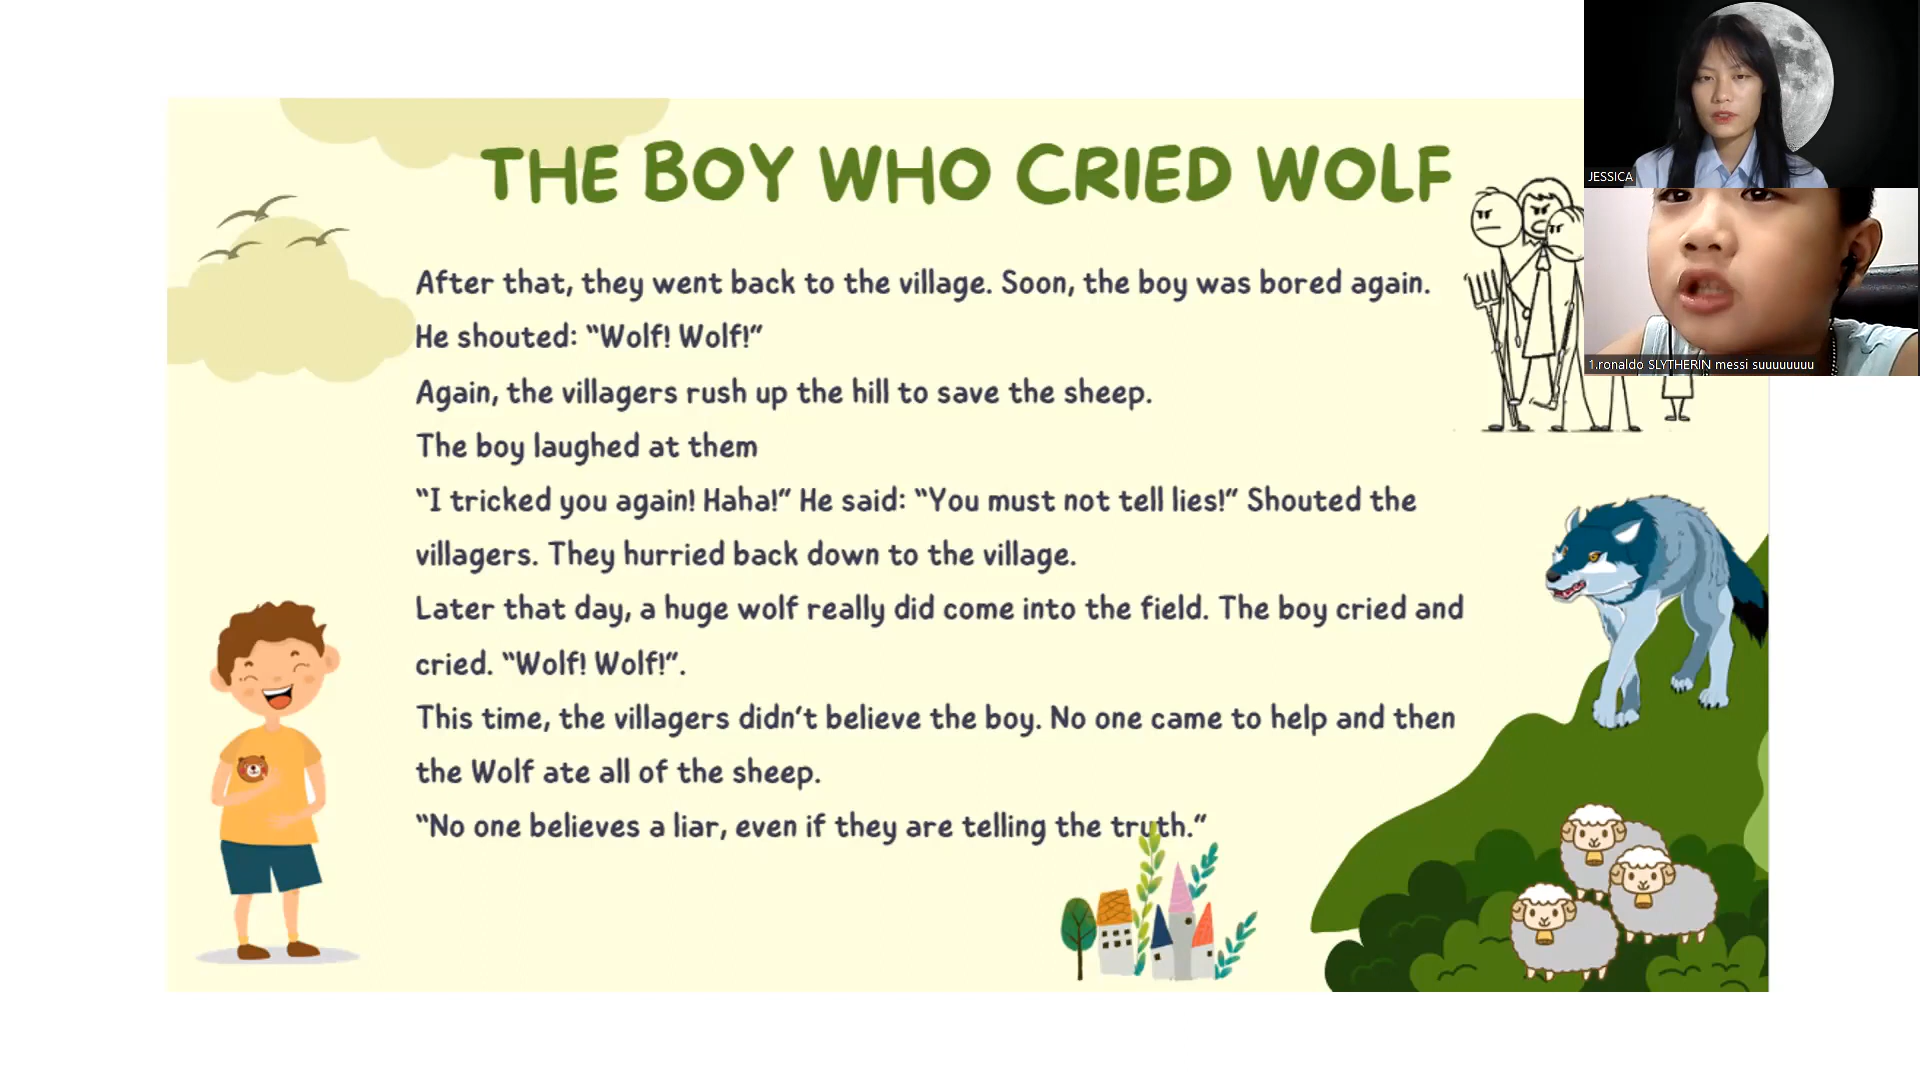 THE BOY WHO CRIED WOLF
After that, they went back to the village. Soon, the boy was bored again.
He shouted: “Wolf! Wolf!”
Again, the villagers rush up the hill to save the sheep.
The boy laughed at them
“I tricked you again! Haha!” He said: “You must not tell lies!” Shouted the
villagers. They hurried back down to the village.
Later that day, a huge wolf really did come into the field. The boy cried and
cried. “Wolf! Wolf!”.
This time, the villagers didn’t believe the boy. No one came to help and then
the Wolf ate all of the sheep.
“No one believes a liar, even if they are telling the truth.”
JESSICA
1.ronaldo SLYTHERIN messi suuuuuuuu